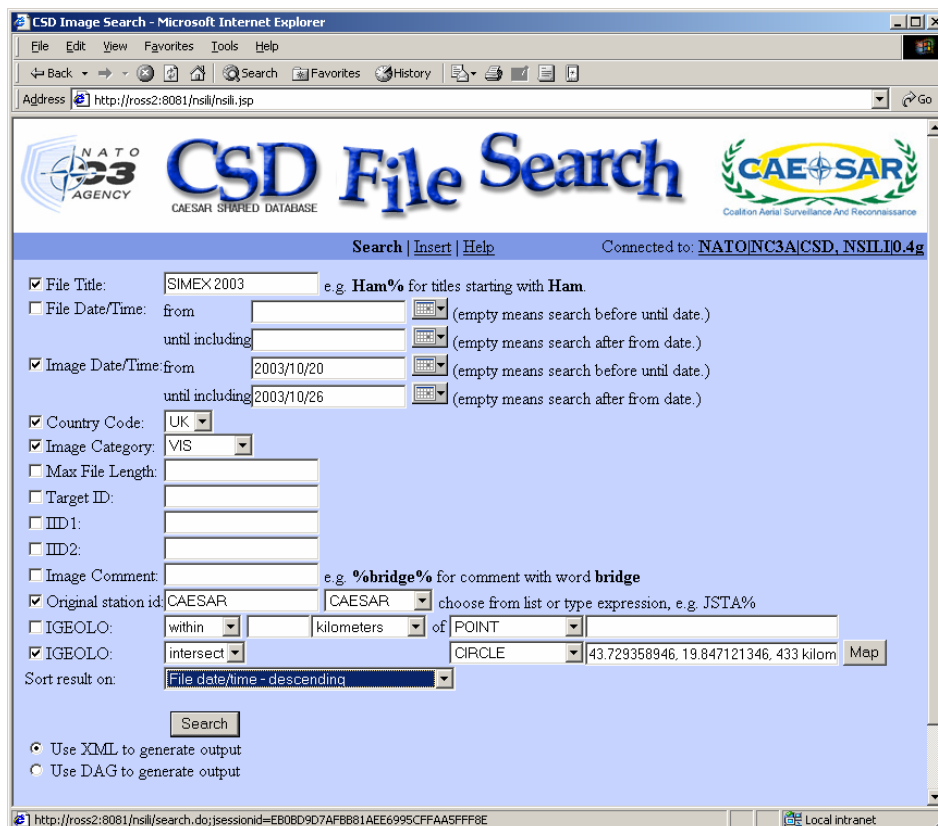 CSD Image Search - Microsoft Internet Explorer
File Edit View Favorites Tools Help
Back Search Favorites History
Address http://ross2:8081/nsili/nsili.jsp Go
NATO
C3
AGENCY
CSD File Search
CAESAR SHARED DATABASE
CAESAR
Coalition Aerial Surveillance And Reconnaissance
Search | Insert | Help Connected to: NATO|NC3A|CSD, NSILI|0.4g
File Title: SIMEX 2003 e.g. Ham% for titles starting with Ham.
File Date/Time: from (empty means search before until date.)
until including (empty means search after from date.)
Image Date/Time: from 2003/10/20 (empty means search before until date.)
until including 2003/10/26 (empty means search after from date.)
Country Code: UK
Image Category: VIS
Max File Length:
Target ID:
IID1:
IID2:
Image Comment: e.g. %bridge% for comment with word bridge
Original station id: CAESAR CAESAR choose from list or type expression, e.g. JSTA%
IGEOLO: within kilometers of POINT
IGEOLO: intersect CIRCLE 43.729358946, 19.847121346, 433 kilom Map
Sort result on: File date/time - descending
Search
Use XML to generate output
Use DAG to generate output
http://ross2:8081/nsili/search.do;jsessionid=EB0BD9D7AFBB81AEE6995CFFAA5FFF8E Local intranet